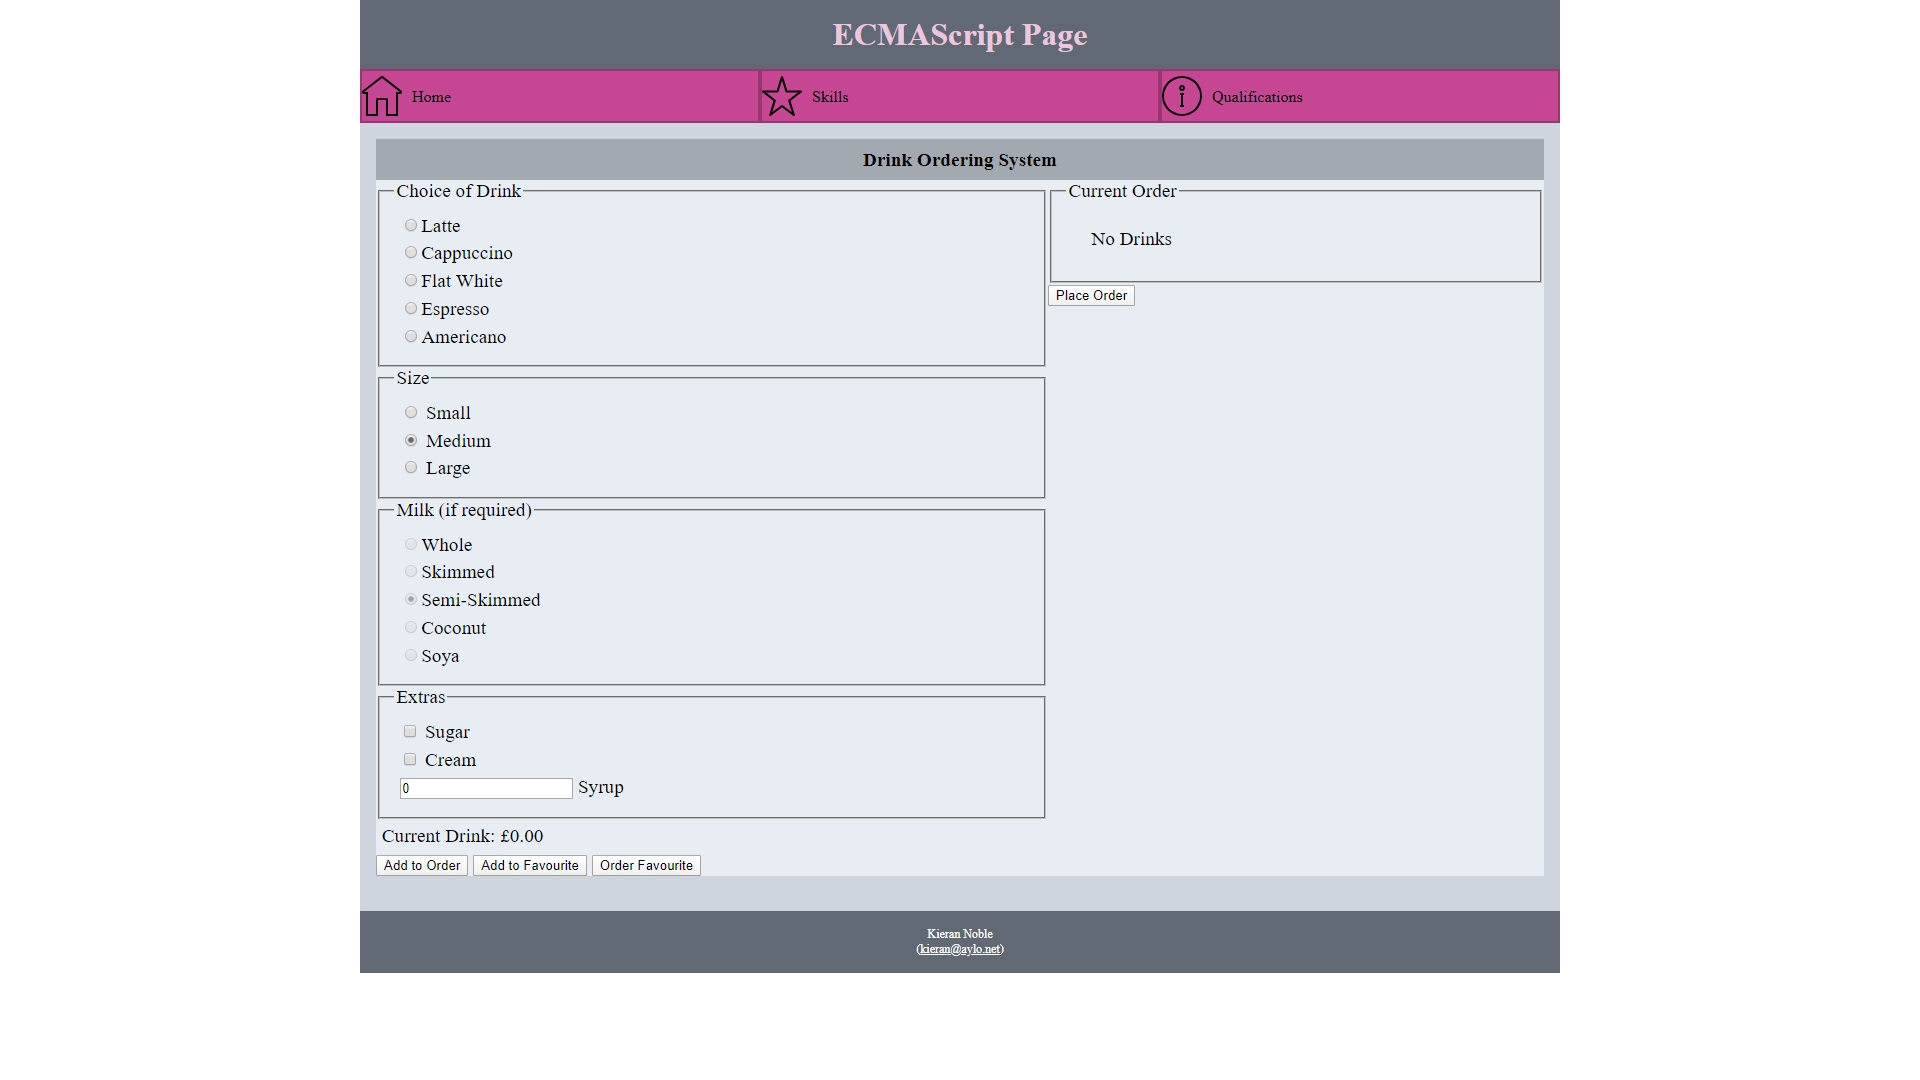 ECMAScript Page
Home
Skills
Qualifications
Drink Ordering System
Choice of Drink
Latte
Cappuccino
Flat White
Espresso
Americano
Size
Small
Medium
Large
Milk (if required)
Whole
Skimmed
Semi-Skimmed
Coconut
Soya
Extras
Sugar
Cream
0 Syrup
Current Drink: £0.00
Add to Order Add to Favourite Order Favourite
Current Order
No Drinks
Place Order
Kieran Noble
(kieran@aylo.net)